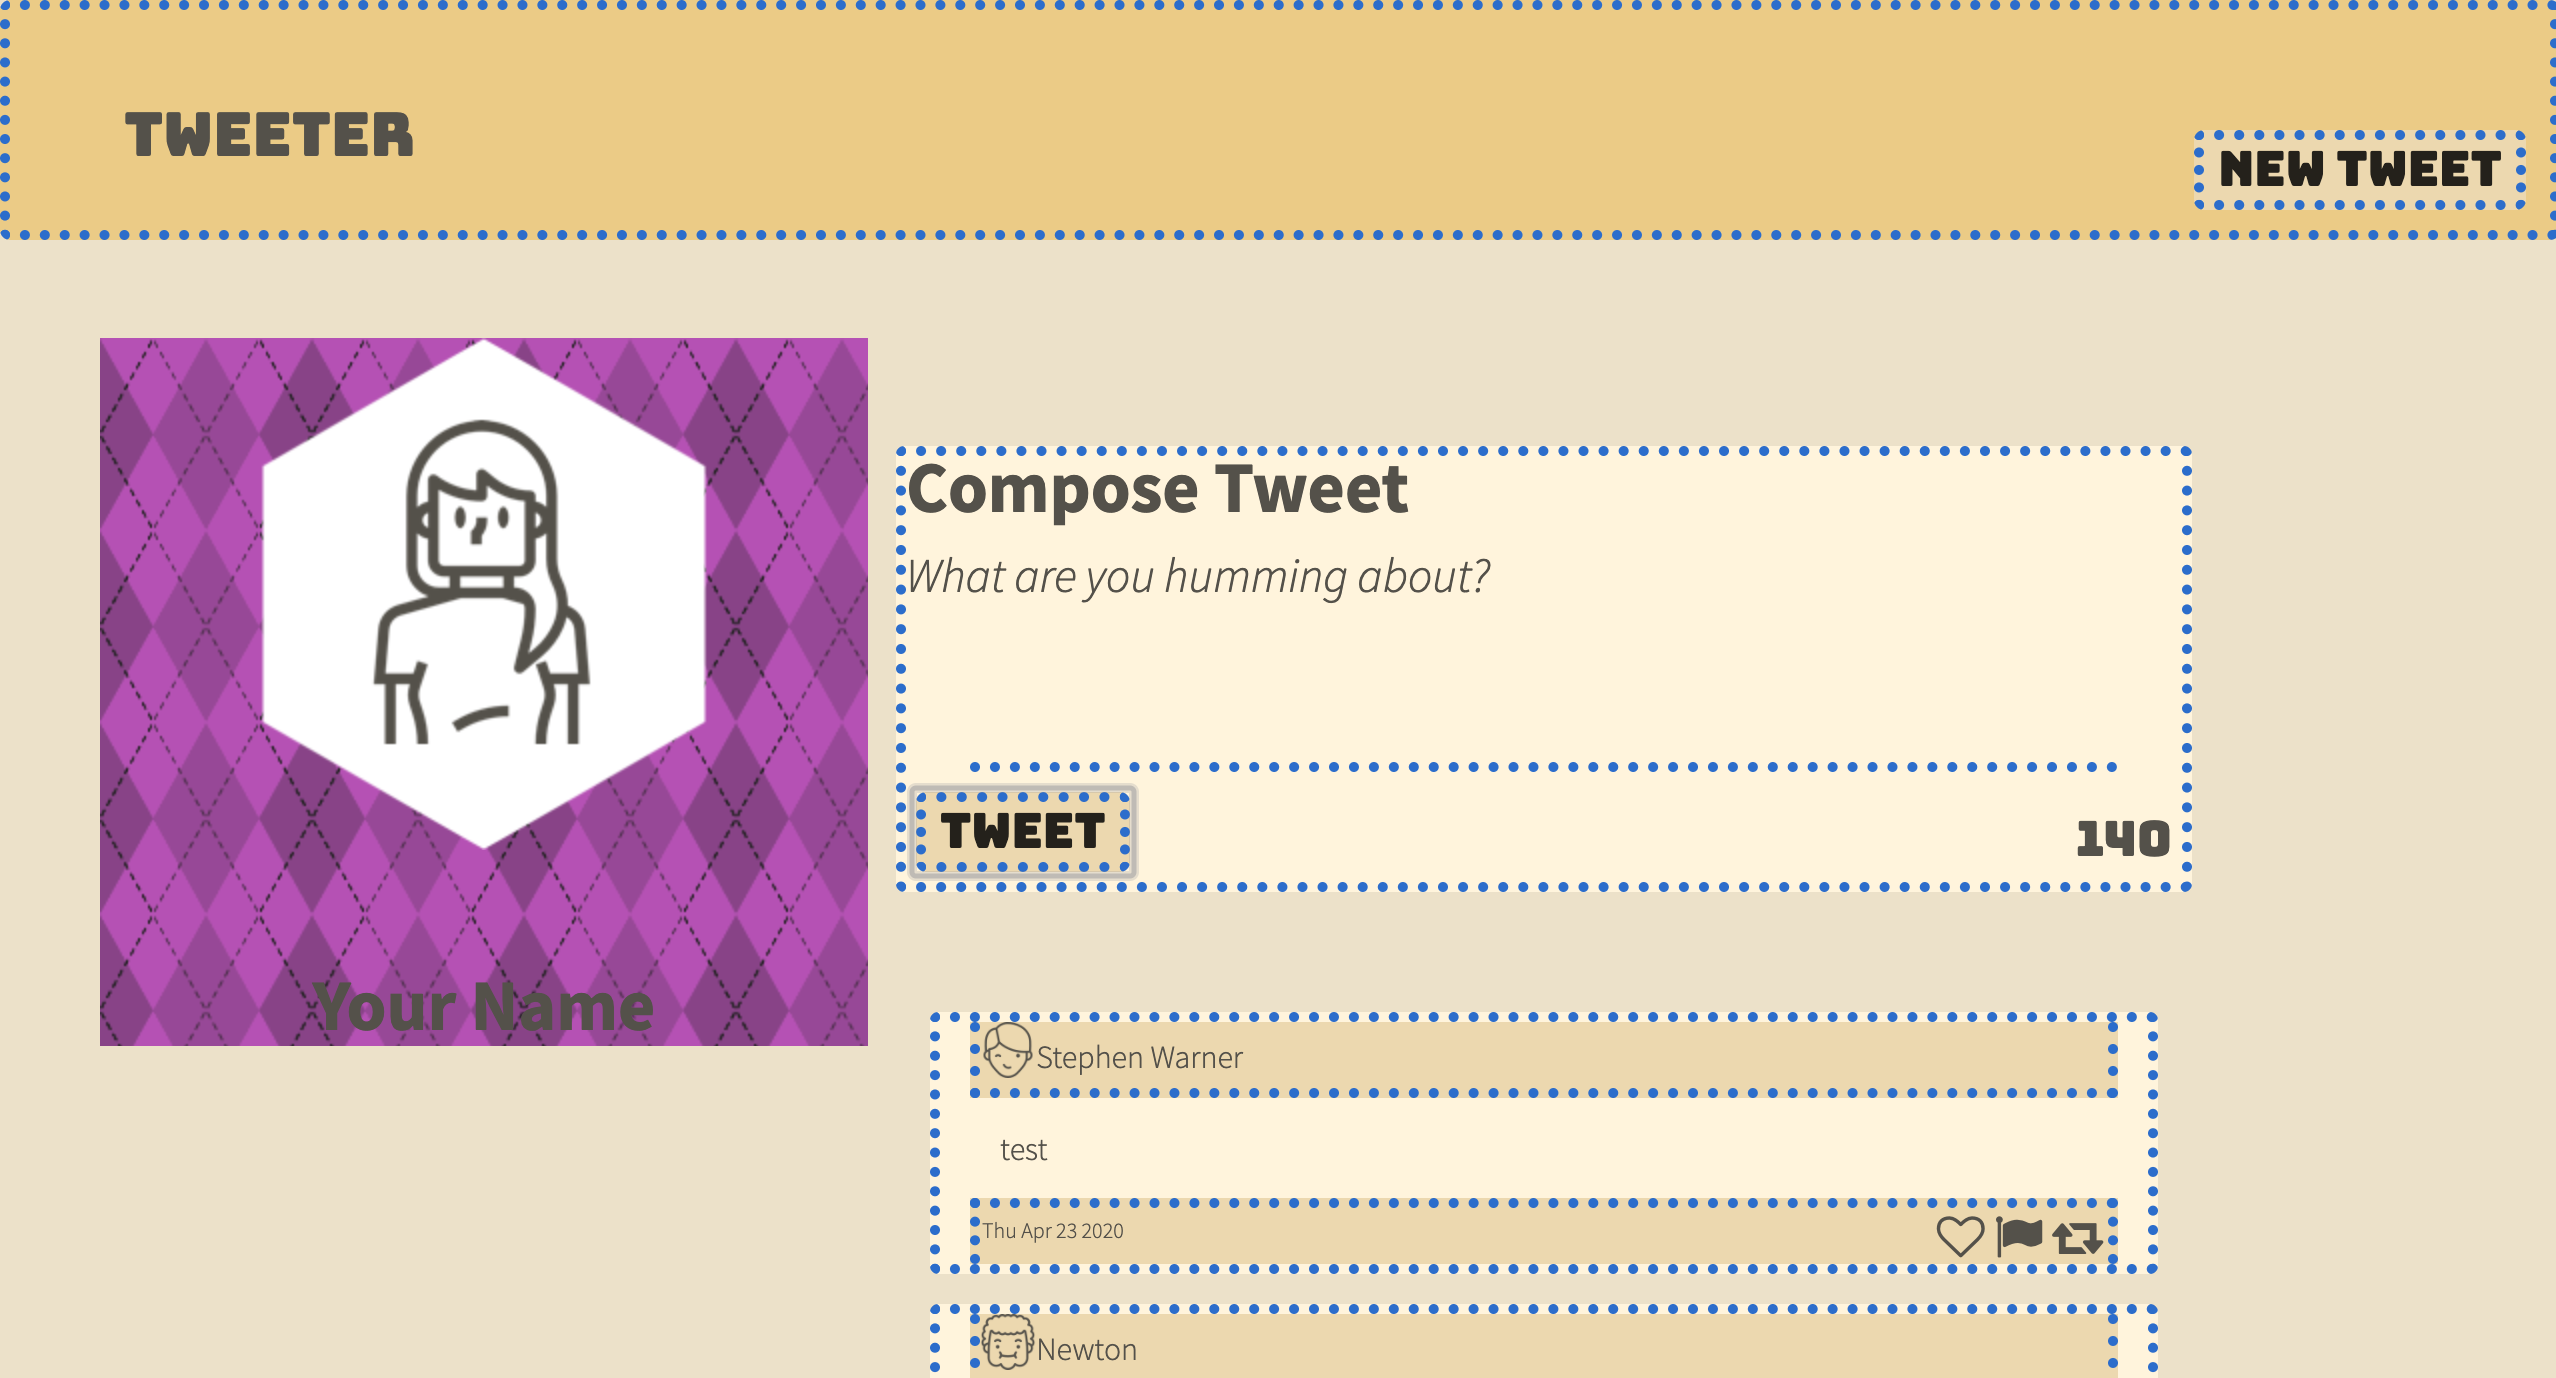 TWEETER
NEW TWEET
Your Name
Compose Tweet
What are you humming about?
TWEET
140
Stephen Warner
test
Thu Apr 23 2020
Newton